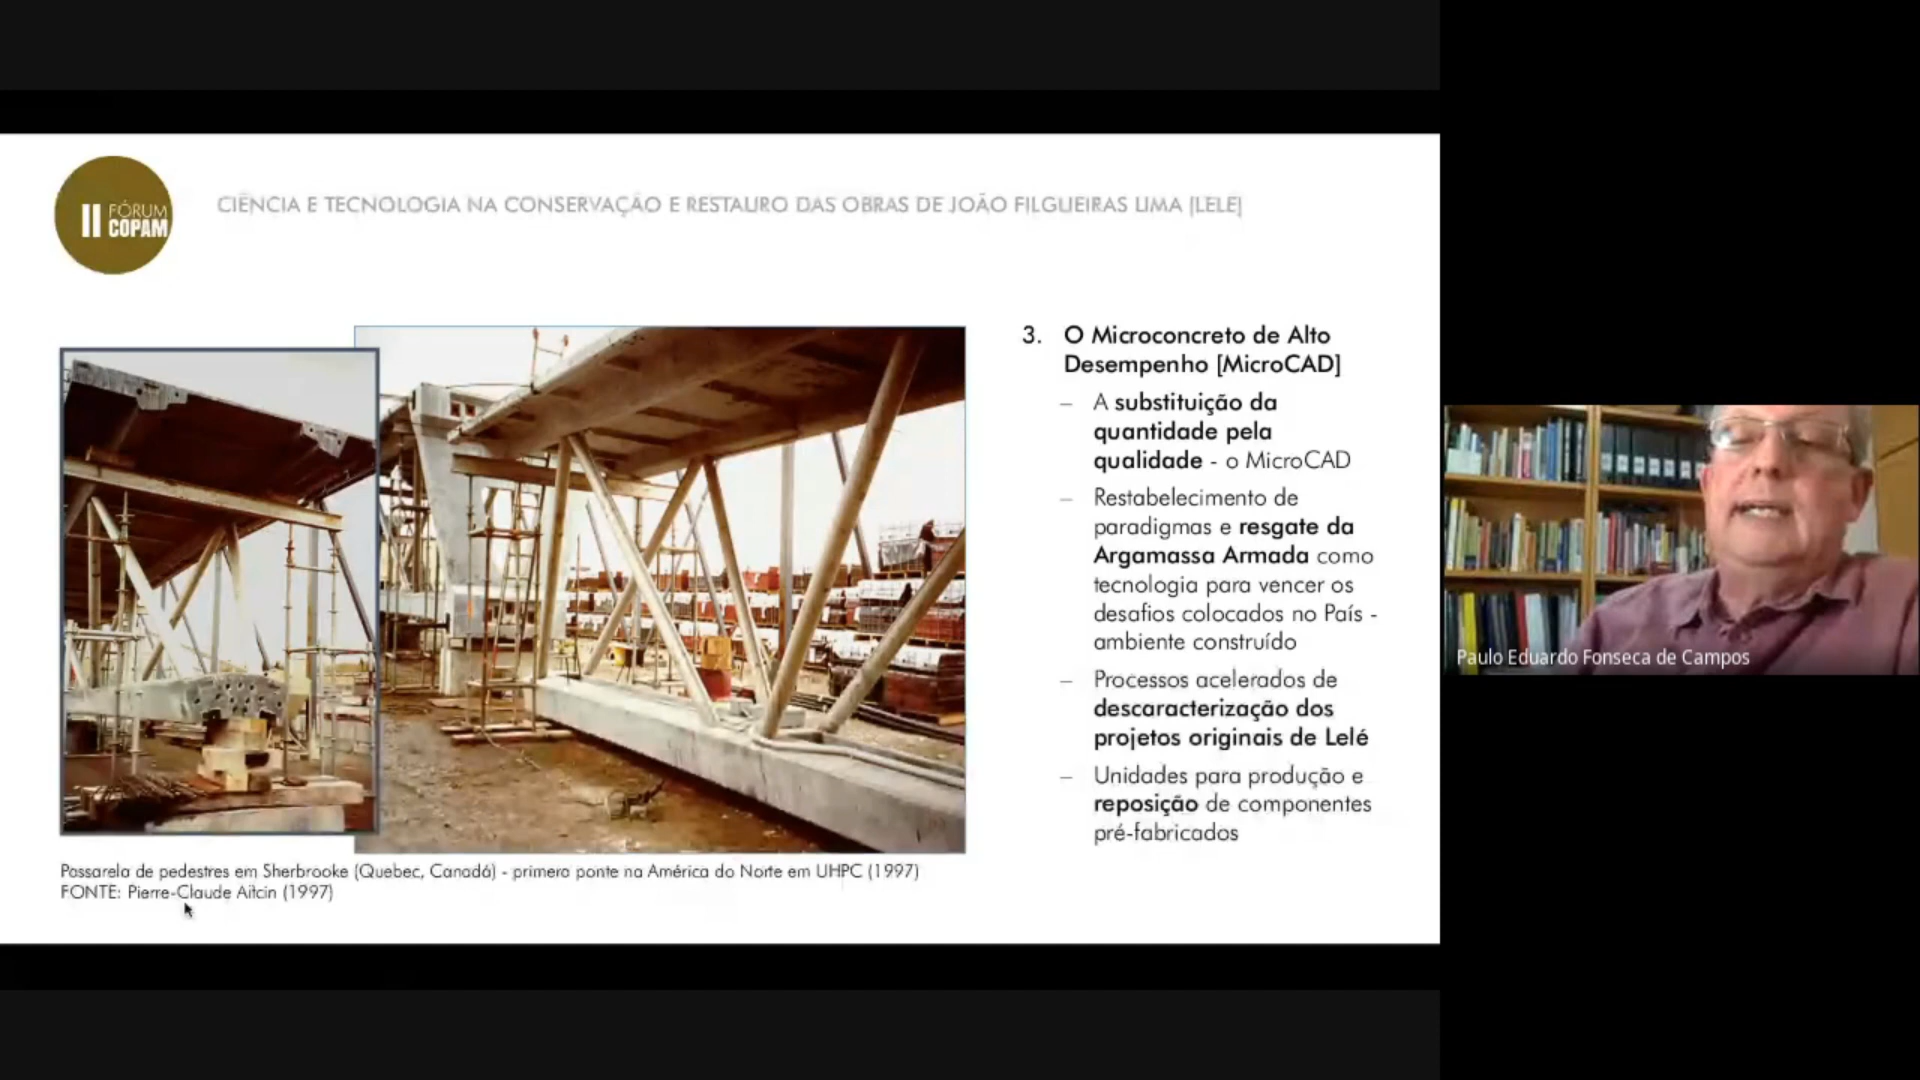 II FÓRUM
COPAM
CIÊNCIA E TECNOLOGIA NA CONSERVAÇÃO E RESTAURO DAS OBRAS DE JOÃO FILGUEIRAS LIMA [LELÉ]
3. O Microconcreto de Alto
Desempenho [MicroCAD]
– A substituição da
quantidade pela
qualidade - o MicroCAD
– Restabelecimento de
paradigmas e resgate da
Argamassa Armada como
tecnologia para vencer os
desafios colocados no País -
ambiente construído
– Processos acelerados de
descaracterização dos
projetos originais de Lelé
– Unidades para produção e
reposição de componentes
pré-fabricados
Passarela de pedestres em Sherbrooke (Quebec, Canadá) - primera ponte na América do Norte em UHPC (1997)
FONTE: Pierre-Claude Aïtcin (1997)
Paulo Eduardo Fonseca de Campos